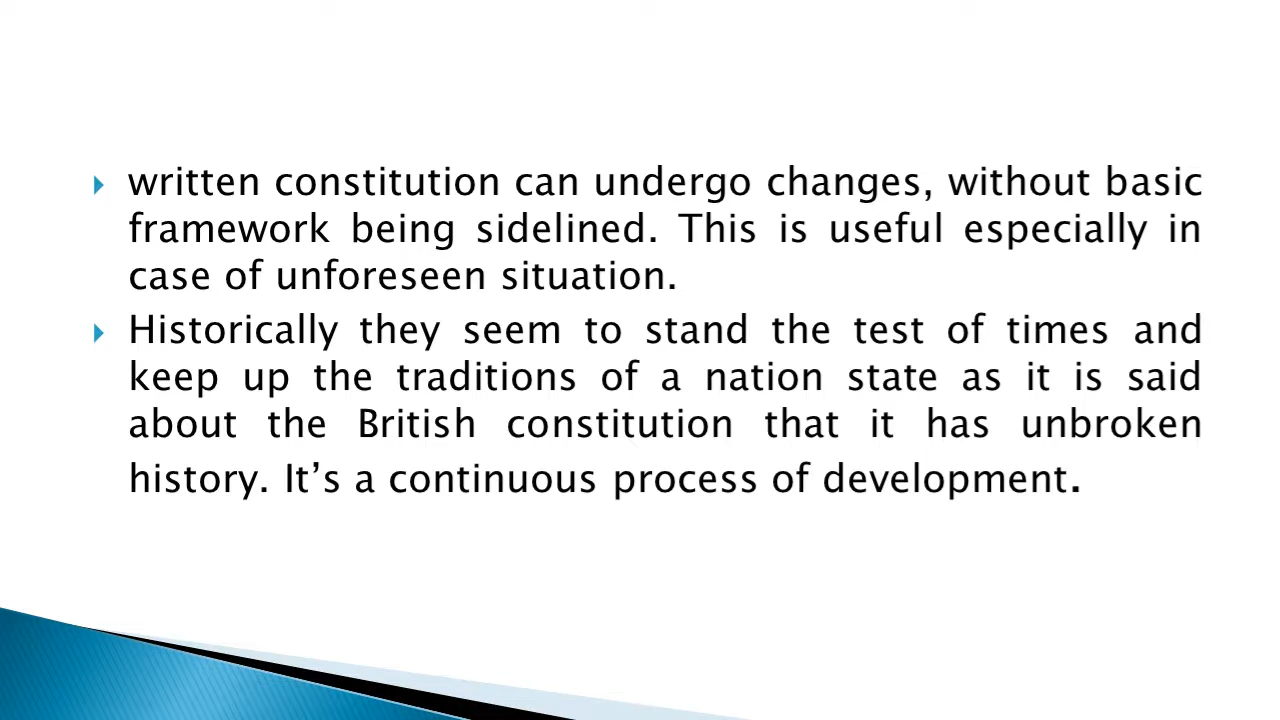 written constitution can undergo changes, without basic
framework being sidelined. This is useful especially in
case of unforeseen situation.
Historically they seem to stand the test of times and
keep up the traditions of a nation state as it is said
about the British constitution that it has unbroken
history. It’s a continuous process of development.